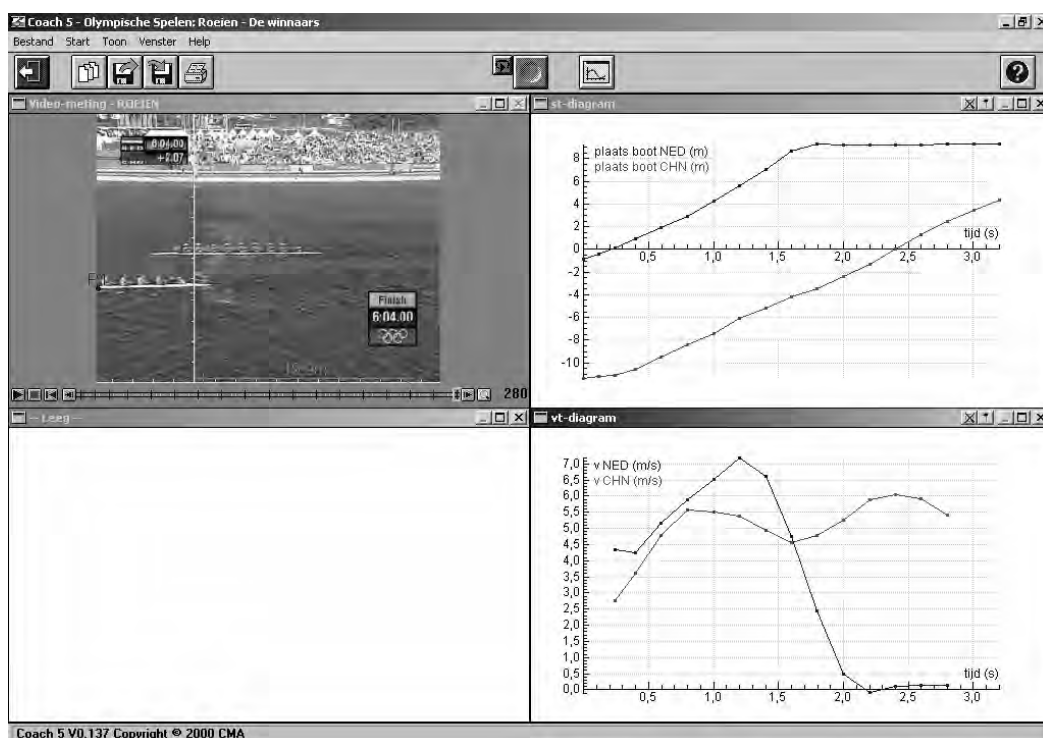 Coach 5 - Olympische Spelen: Roeien - De winnaars
Bestand Start Toon Venster Help
Video-meting - ROEIEN
0:04.00
+2.07
Finish
6:04.00
280
st-diagram
plaats boot NED (m)
plaats boot CHN (m)
8
6
4
2
0
-2
-4
-6
-8
-10
0,5 1,0 1,5 2,0 2,5 3,0
tijd (s)
-- Leeg --
vt-diagram
v NED (m/s)
v CHN (m/s)
7,0
6,5
6,0
5,5
5,0
4,5
4,0
3,5
3,0
2,5
2,0
1,5
1,0
0,5
0,0
0,5 1,0 1,5 2,0 2,5 3,0
tijd (s)
Coach 5 V0.137 Copyright © 2000 CMA